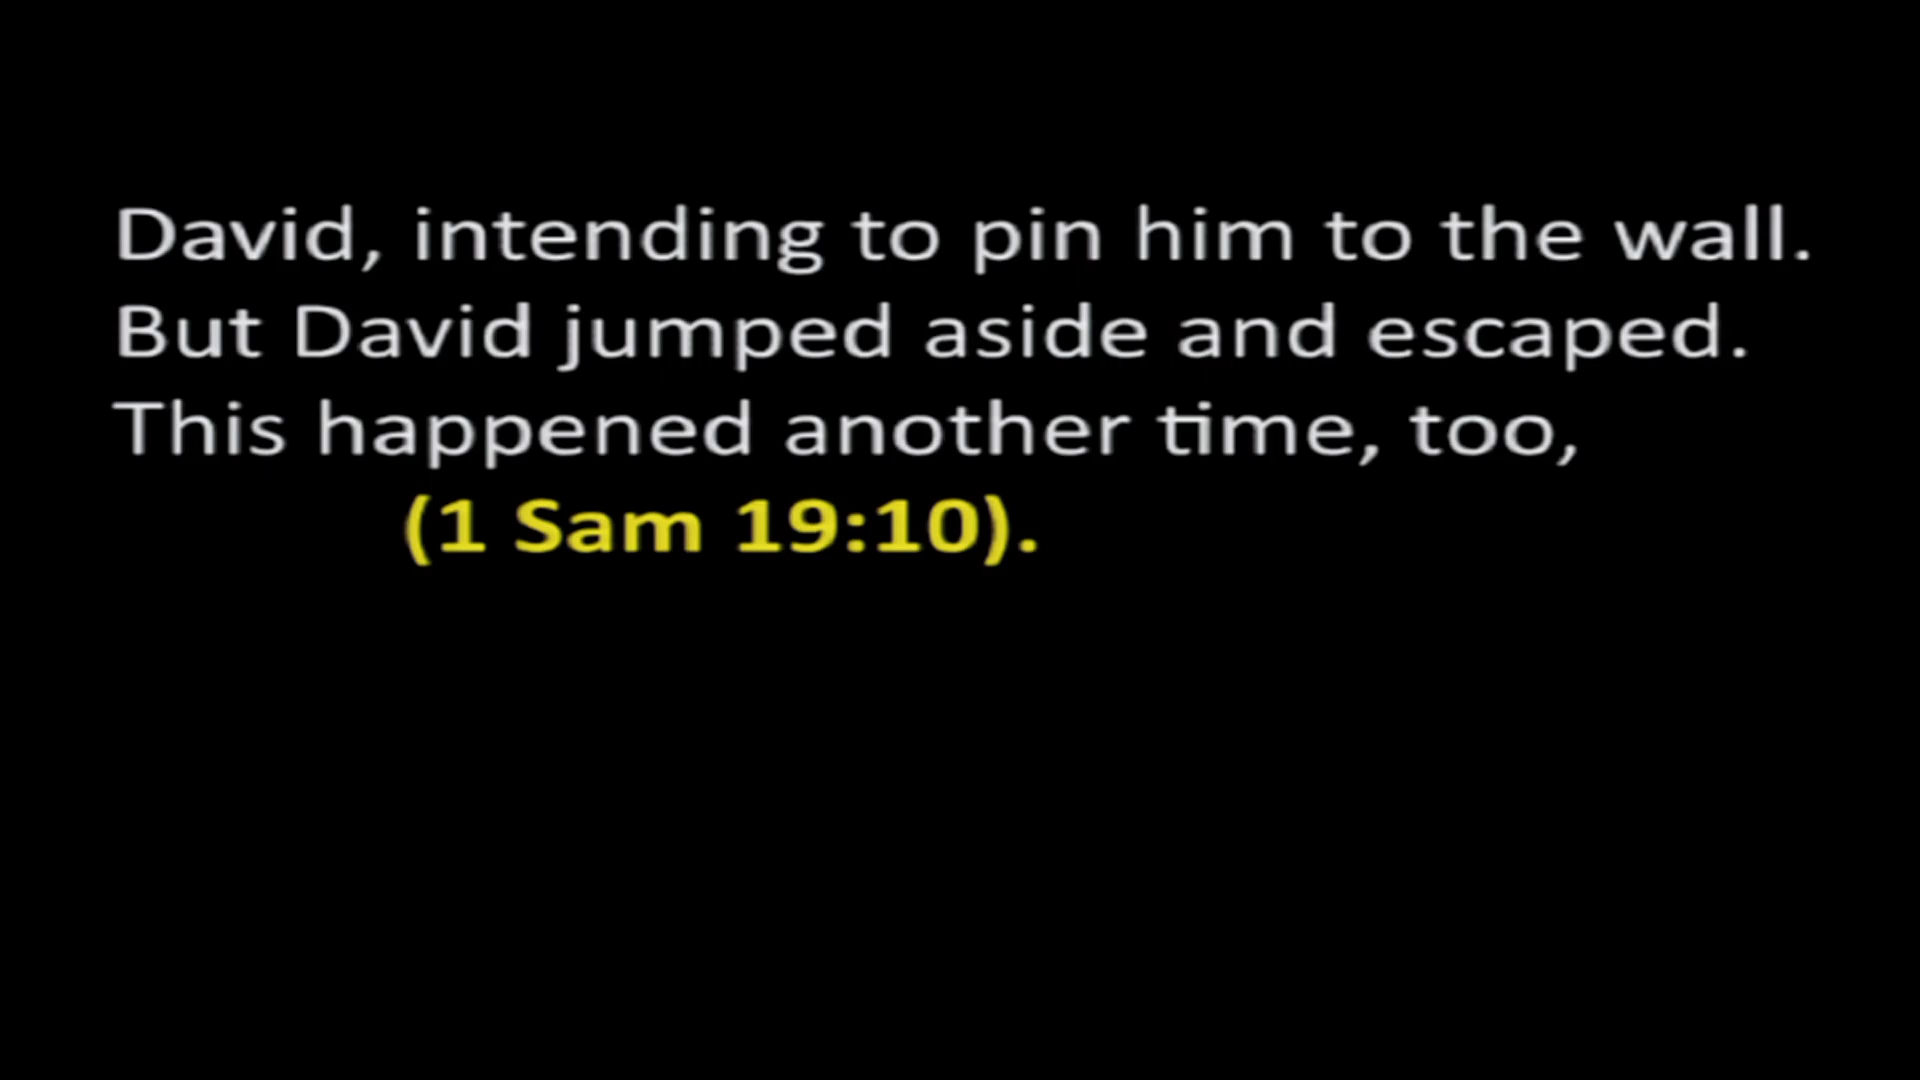 David, intending to pin him to the wall.
But David jumped aside and escaped.
This happened another time, too,
(1 Sam 19:10).